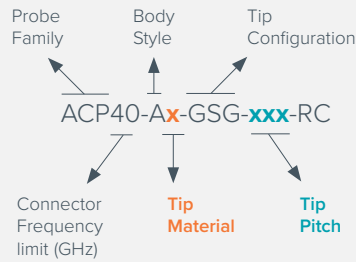 Probe
Family
Body
Style
Tip
Configuration
ACP40-Ax-GSG-xxx-RC
Connector
Frequency
limit (GHz)
Tip
Material
Tip
Pitch